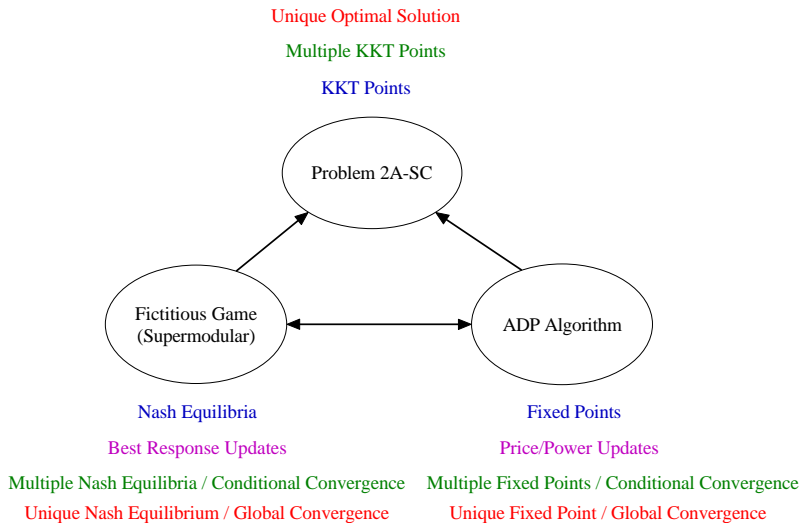 Unique Optimal Solution
Multiple KKT Points
KKT Points
Problem 2A-SC
Fictitious Game
(Supermodular)
ADP Algorithm
Nash Equilibria
Fixed Points
Best Response Updates
Price/Power Updates
Multiple Nash Equilibria / Conditional Convergence
Multiple Fixed Points / Conditional Convergence
Unique Nash Equilibrium / Global Convergence
Unique Fixed Point / Global Convergence